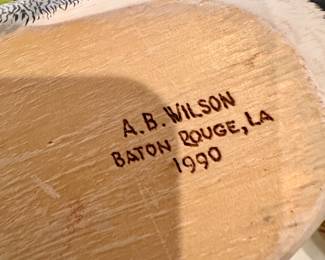 A.B. WILSON
BATON ROUGE, LA
1990